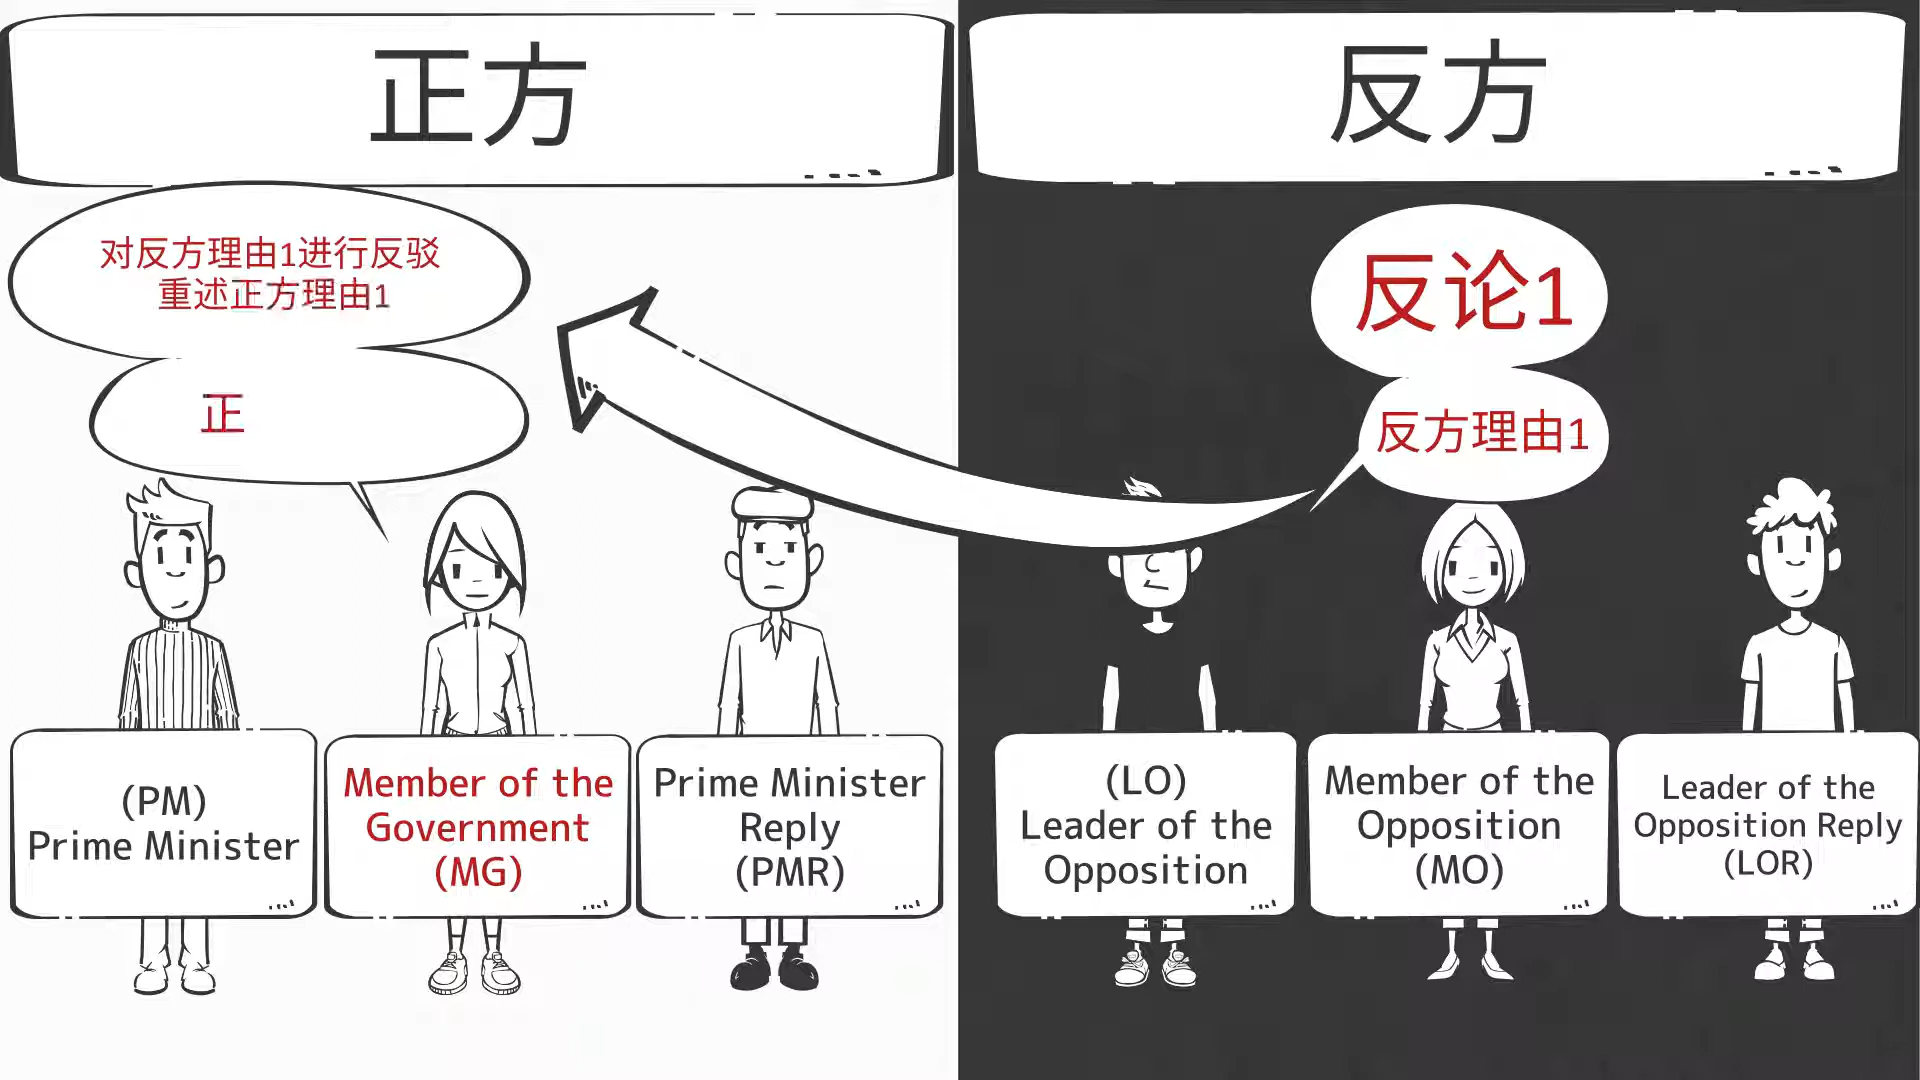 正方
反方
对反方理由1进行反驳
重述正方理由1
正
反论1
反方理由1
(PM)
Prime Minister
Member of the
Government
(MG)
Prime Minister
Reply
(PMR)
(LO)
Leader of the
Opposition
Member of the
Opposition
(MO)
Leader of the
Opposition Reply
(LOR)